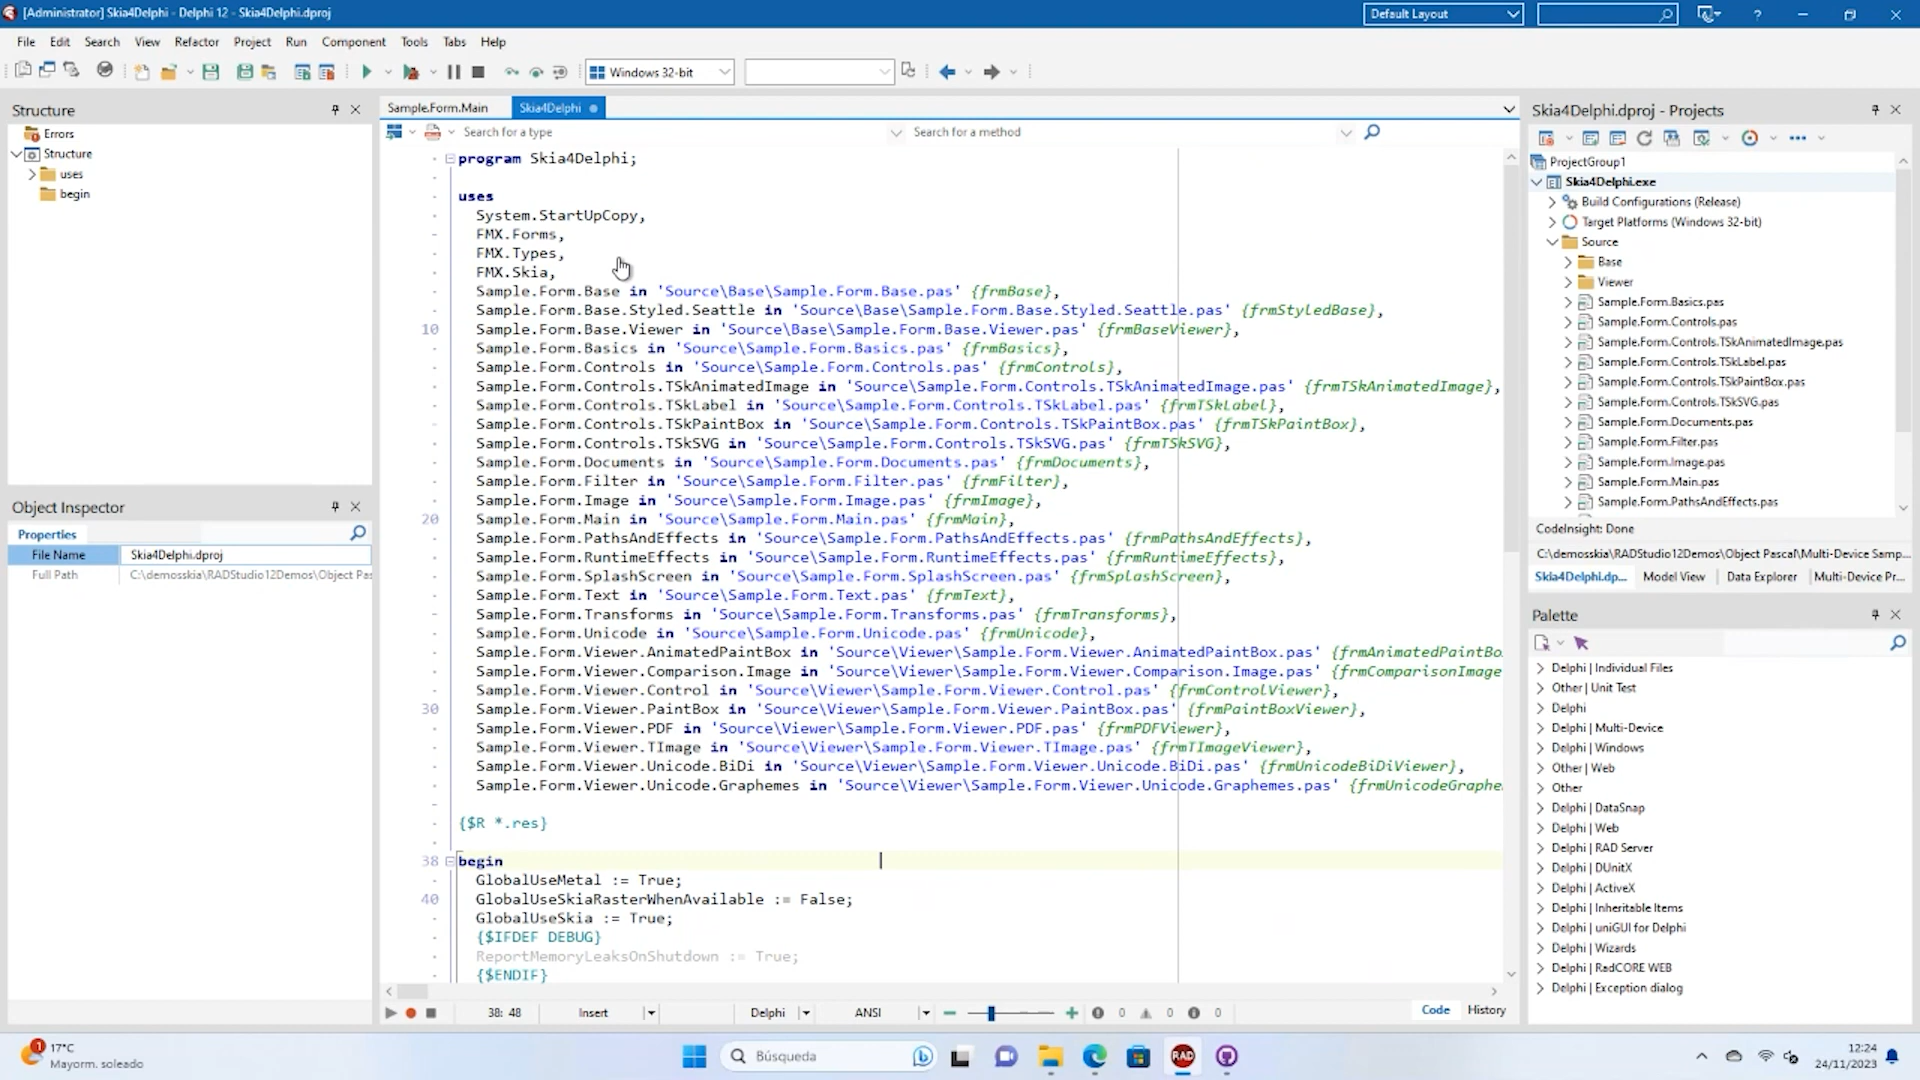 [Administrator] Skia4Delphi - Delphi 12 - Skia4Delphi.dproj
Default Layout
File Edit Search View Refactor Project Run Component Tools Tabs Help
Windows 32-bit
Structure
Errors
Structure
uses
begin
Object Inspector
Properties
File Name Skia4Delphi.dproj
Full Path C:\demosskia\RADStudio12Demos\Object Pas
Sample.Form.Main Skia4Delphi
Search for a type Search for a method
program Skia4Delphi;
uses
System.StartUpCopy,
FMX.Forms,
FMX.Types,
FMX.Skia,
Sample.Form.Base in 'Source\Base\Sample.Form.Base.pas' {frmBase},
Sample.Form.Base.Styled.Seattle in 'Source\Base\Sample.Form.Base.Styled.Seattle.pas' {frmStyledBase},
10 Sample.Form.Base.Viewer in 'Source\Base\Sample.Form.Base.Viewer.pas' {frmBaseViewer},
Sample.Form.Basics in 'Source\Sample.Form.Basics.pas' {frmBasics},
Sample.Form.Controls in 'Source\Sample.Form.Controls.pas' {frmControls},
Sample.Form.Controls.TSkAnimatedImage in 'Source\Sample.Form.Controls.TSkAnimatedImage.pas' {frmTSkAnimatedImage},
Sample.Form.Controls.TSkLabel in 'Source\Sample.Form.Controls.TSkLabel.pas' {frmTSkLabel},
Sample.Form.Controls.TSkPaintBox in 'Source\Sample.Form.Controls.TSkPaintBox.pas' {frmTSkPaintBox},
Sample.Form.Controls.TSkSVG in 'Source\Sample.Form.Controls.TSkSVG.pas' {frmTSkSVG},
Sample.Form.Documents in 'Source\Sample.Form.Documents.pas' {frmDocuments},
Sample.Form.Filter in 'Source\Sample.Form.Filter.pas' {frmFilter},
Sample.Form.Image in 'Source\Sample.Form.Image.pas' {frmImage},
20 Sample.Form.Main in 'Source\Sample.Form.Main.pas' {frmMain},
Sample.Form.PathsAndEffects in 'Source\Sample.Form.PathsAndEffects.pas' {frmPathsAndEffects},
Sample.Form.RuntimeEffects in 'Source\Sample.Form.RuntimeEffects.pas' {frmRuntimeEffects},
Sample.Form.SplashScreen in 'Source\Sample.Form.SplashScreen.pas' {frmSplashScreen},
Sample.Form.Text in 'Source\Sample.Form.Text.pas' {frmText},
Sample.Form.Transforms in 'Source\Sample.Form.Transforms.pas' {frmTransforms},
Sample.Form.Unicode in 'Source\Sample.Form.Unicode.pas' {frmUnicode},
Sample.Form.Viewer.AnimatedPaintBox in 'Source\Viewer\Sample.Form.Viewer.AnimatedPaintBox.pas' {frmAnimatedPaintBo
Sample.Form.Viewer.Comparison.Image in 'Source\Viewer\Sample.Form.Viewer.Comparison.Image.pas' {frmComparisonImage
Sample.Form.Viewer.Control in 'Source\Viewer\Sample.Form.Viewer.Control.pas' {frmControlViewer},
30 Sample.Form.Viewer.PaintBox in 'Source\Viewer\Sample.Form.Viewer.PaintBox.pas' {frmPaintBoxViewer},
Sample.Form.Viewer.PDF in 'Source\Viewer\Sample.Form.Viewer.PDF.pas' {frmPDFViewer},
Sample.Form.Viewer.TImage in 'Source\Viewer\Sample.Form.Viewer.TImage.pas' {frmTImageViewer},
Sample.Form.Viewer.Unicode.BiDi in 'Source\Viewer\Sample.Form.Viewer.Unicode.BiDi.pas' {frmUnicodeBiDiViewer},
Sample.Form.Viewer.Unicode.Graphemes in 'Source\Viewer\Sample.Form.Viewer.Unicode.Graphemes.pas' {frmUnicodeGraphe
{$R *.res}
38 begin
GlobalUseMetal := True;
40 GlobalUseSkiaRasterWhenAvailable := False;
GlobalUseSkia := True;
{$IFDEF DEBUG}
ReportMemoryLeaksOnShutdown := True;
{$ENDIF}
38: 48 Insert Delphi ANSI 0 0 0 Code History
Skia4Delphi.dproj - Projects
ProjectGroup1
Skia4Delphi.exe
Build Configurations (Release)
Target Platforms (Windows 32-bit)
Source
Base
Viewer
Sample.Form.Basics.pas
Sample.Form.Controls.pas
Sample.Form.Controls.TSkAnimatedImage.pas
Sample.Form.Controls.TSkLabel.pas
Sample.Form.Controls.TSkPaintBox.pas
Sample.Form.Controls.TSkSVG.pas
Sample.Form.Documents.pas
Sample.Form.Filter.pas
Sample.Form.Image.pas
Sample.Form.Main.pas
Sample.Form.PathsAndEffects.pas
CodeInsight: Done
C:\demosskia\RADStudio12Demos\Object Pascal\Multi-Device Samp...
Skia4Delphi.dp... Model View Data Explorer Multi-Device Pr...
Palette
Delphi | Individual Files
Other | Unit Test
Delphi
Delphi | Multi-Device
Delphi | Windows
Other | Web
Other
Delphi | DataSnap
Delphi | Web
Delphi | RAD Server
Delphi | DUnitX
Delphi | ActiveX
Delphi | Inheritable Items
Delphi | uniGUI for Delphi
Delphi | Wizards
Delphi | RadCORE WEB
Delphi | Exception dialog
1
17°C
Mayorm. soleado
Búsqueda
RAD
12:24
24/11/2023